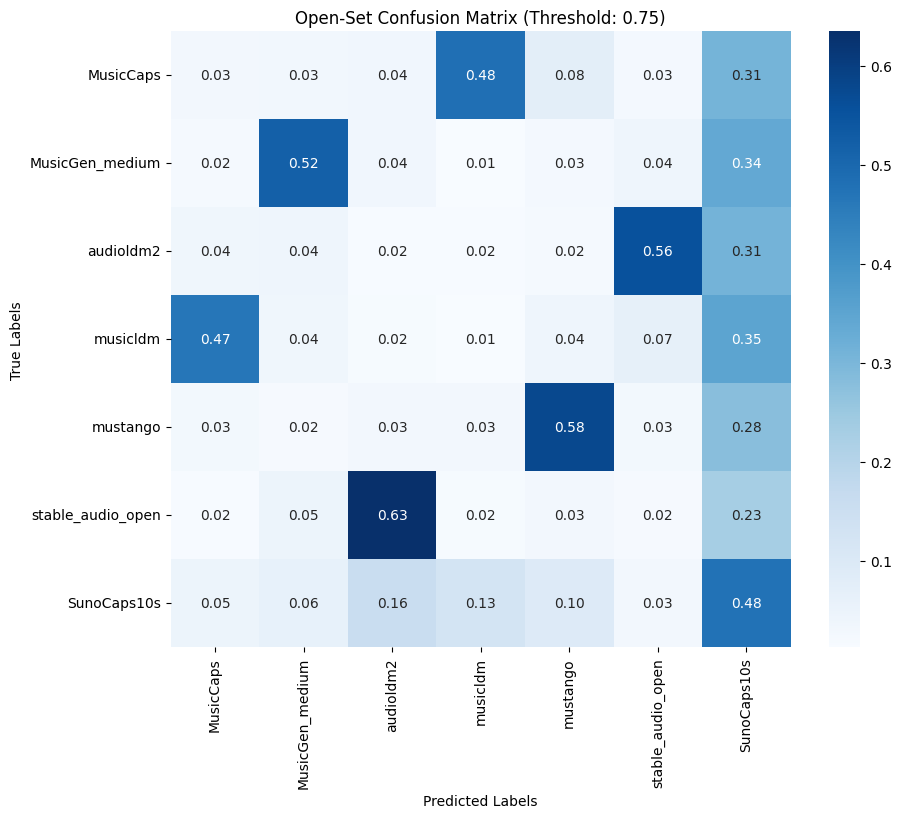 Open-Set Confusion Matrix (Threshold: 0.75)
True Labels
MusicCaps 0.03 0.03 0.04 0.48 0.08 0.03 0.31
MusicGen_medium 0.02 0.52 0.04 0.01 0.03 0.04 0.34
audioldm2 0.04 0.04 0.02 0.02 0.02 0.56 0.31
musicldm 0.47 0.04 0.02 0.01 0.04 0.07 0.35
mustango 0.03 0.02 0.03 0.03 0.58 0.03 0.28
stable_audio_open 0.02 0.05 0.63 0.02 0.03 0.02 0.23
SunoCaps10s 0.05 0.06 0.16 0.13 0.10 0.03 0.48
MusicCaps
MusicGen_medium
audioldm2
musicldm
mustango
stable_audio_open
SunoCaps10s
Predicted Labels
0.6
0.5
0.4
0.3
0.2
0.1